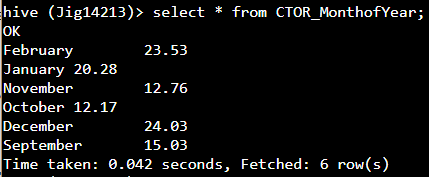 hive (Jig14213)> select * from CTOR_MonthofYear;
OK
February 23.53
January 20.28
November 12.76
October 12.17
December 24.03
September 15.03
Time taken: 0.042 seconds, Fetched: 6 row(s)